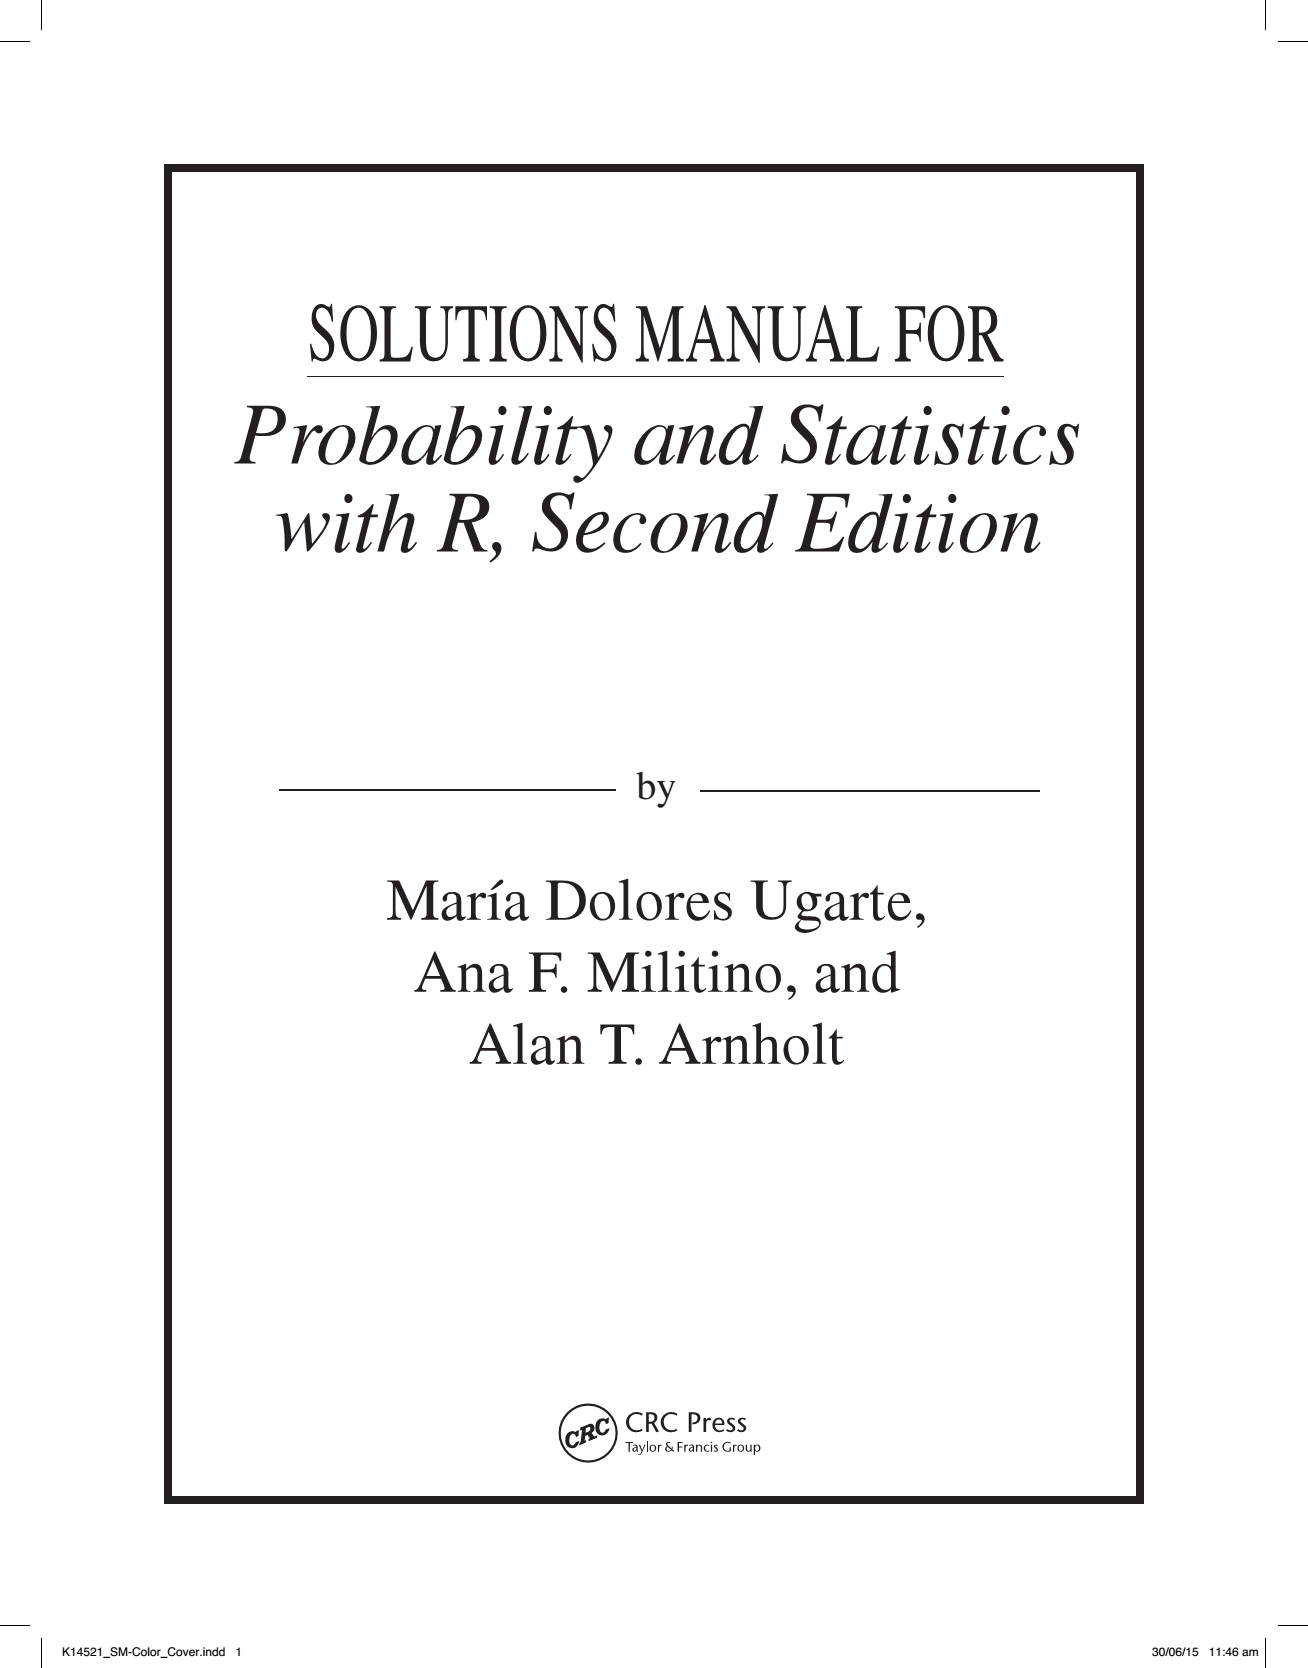 SOLUTIONS MANUAL FOR
Probability and Statistics
with R, Second Edition
by
María Dolores Ugarte,
Ana F. Militino, and
Alan T. Arnholt
CRC CRC Press
Taylor & Francis Group
K14521_SM-Color_Cover.indd 1 30/06/15 11:46 am